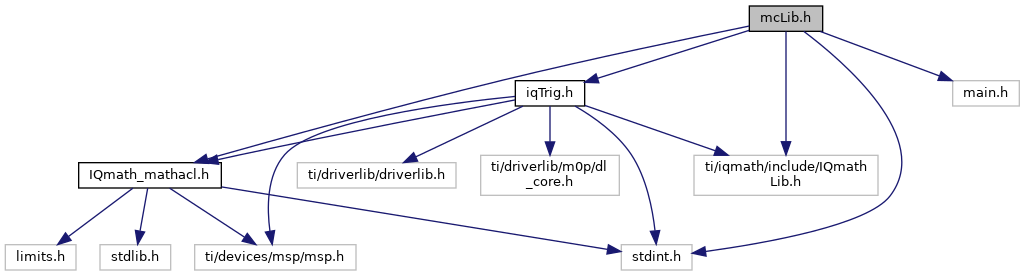 mcLib.h
iqTrig.h
main.h
IQmath_mathacl.h
ti/driverlib/driverlib.h
ti/driverlib/m0p/dl
_core.h
ti/iqmath/include/IQmath
Lib.h
limits.h
stdlib.h
ti/devices/msp/msp.h
stdint.h